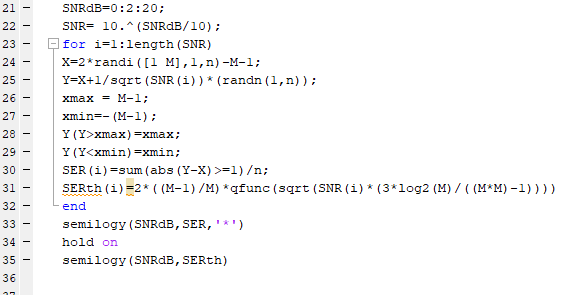 21 SNRdB=0:2:20;
22 SNR= 10.^(SNRdB/10);
23 for i=1:length(SNR)
24 X=2*randi([1 M],1,n)-M-1;
25 Y=X+1/sqrt(SNR(i))*(randn(1,n));
26 xmax = M-1;
27 xmin=-(M-1);
28 Y(Y>xmax)=xmax;
29 Y(Y<xmin)=xmin;
30 SER(i)=sum(abs(Y-X)>=1)/n;
31 SERth(i)=2*((M-1)/M)*qfunc(sqrt(SNR(i)*(3*log2(M)/((M*M)-1))))
32 end
33 semilogy(SNRdB,SER,'*')
34 hold on
35 semilogy(SNRdB,SERth)
36